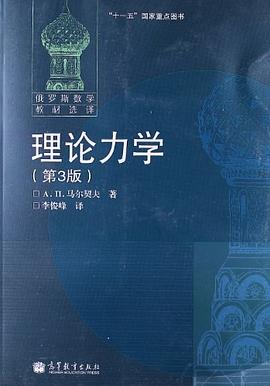 "十一五"国家重点图书
俄罗斯数学
教材选译
理论力学
(第3版)
□ А. П. 马尔契夫 著
□ 李俊峰 译
高等教育出版社